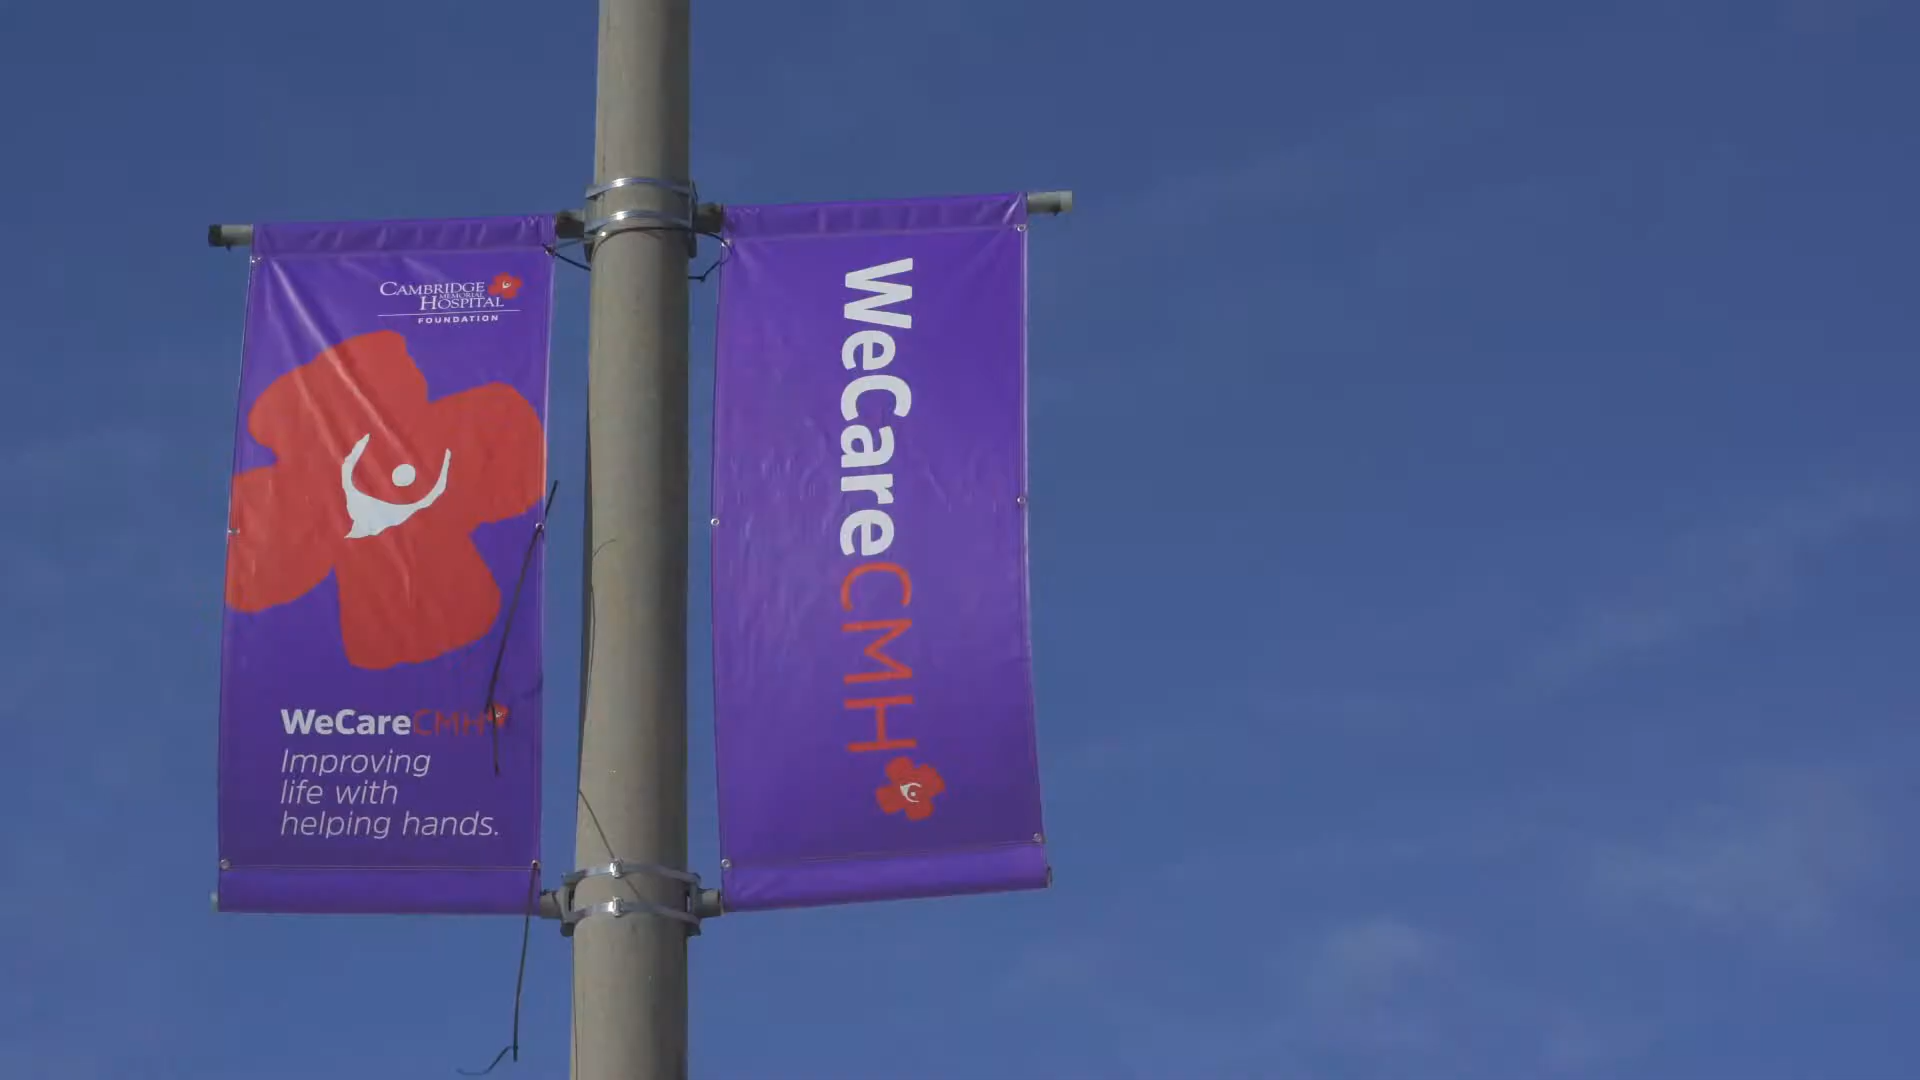 CAMBRIDGE
MEMORIAL
HOSPITAL
FOUNDATION
WeCareCMH
Improving
life with
helping hands.
WeCareCMH